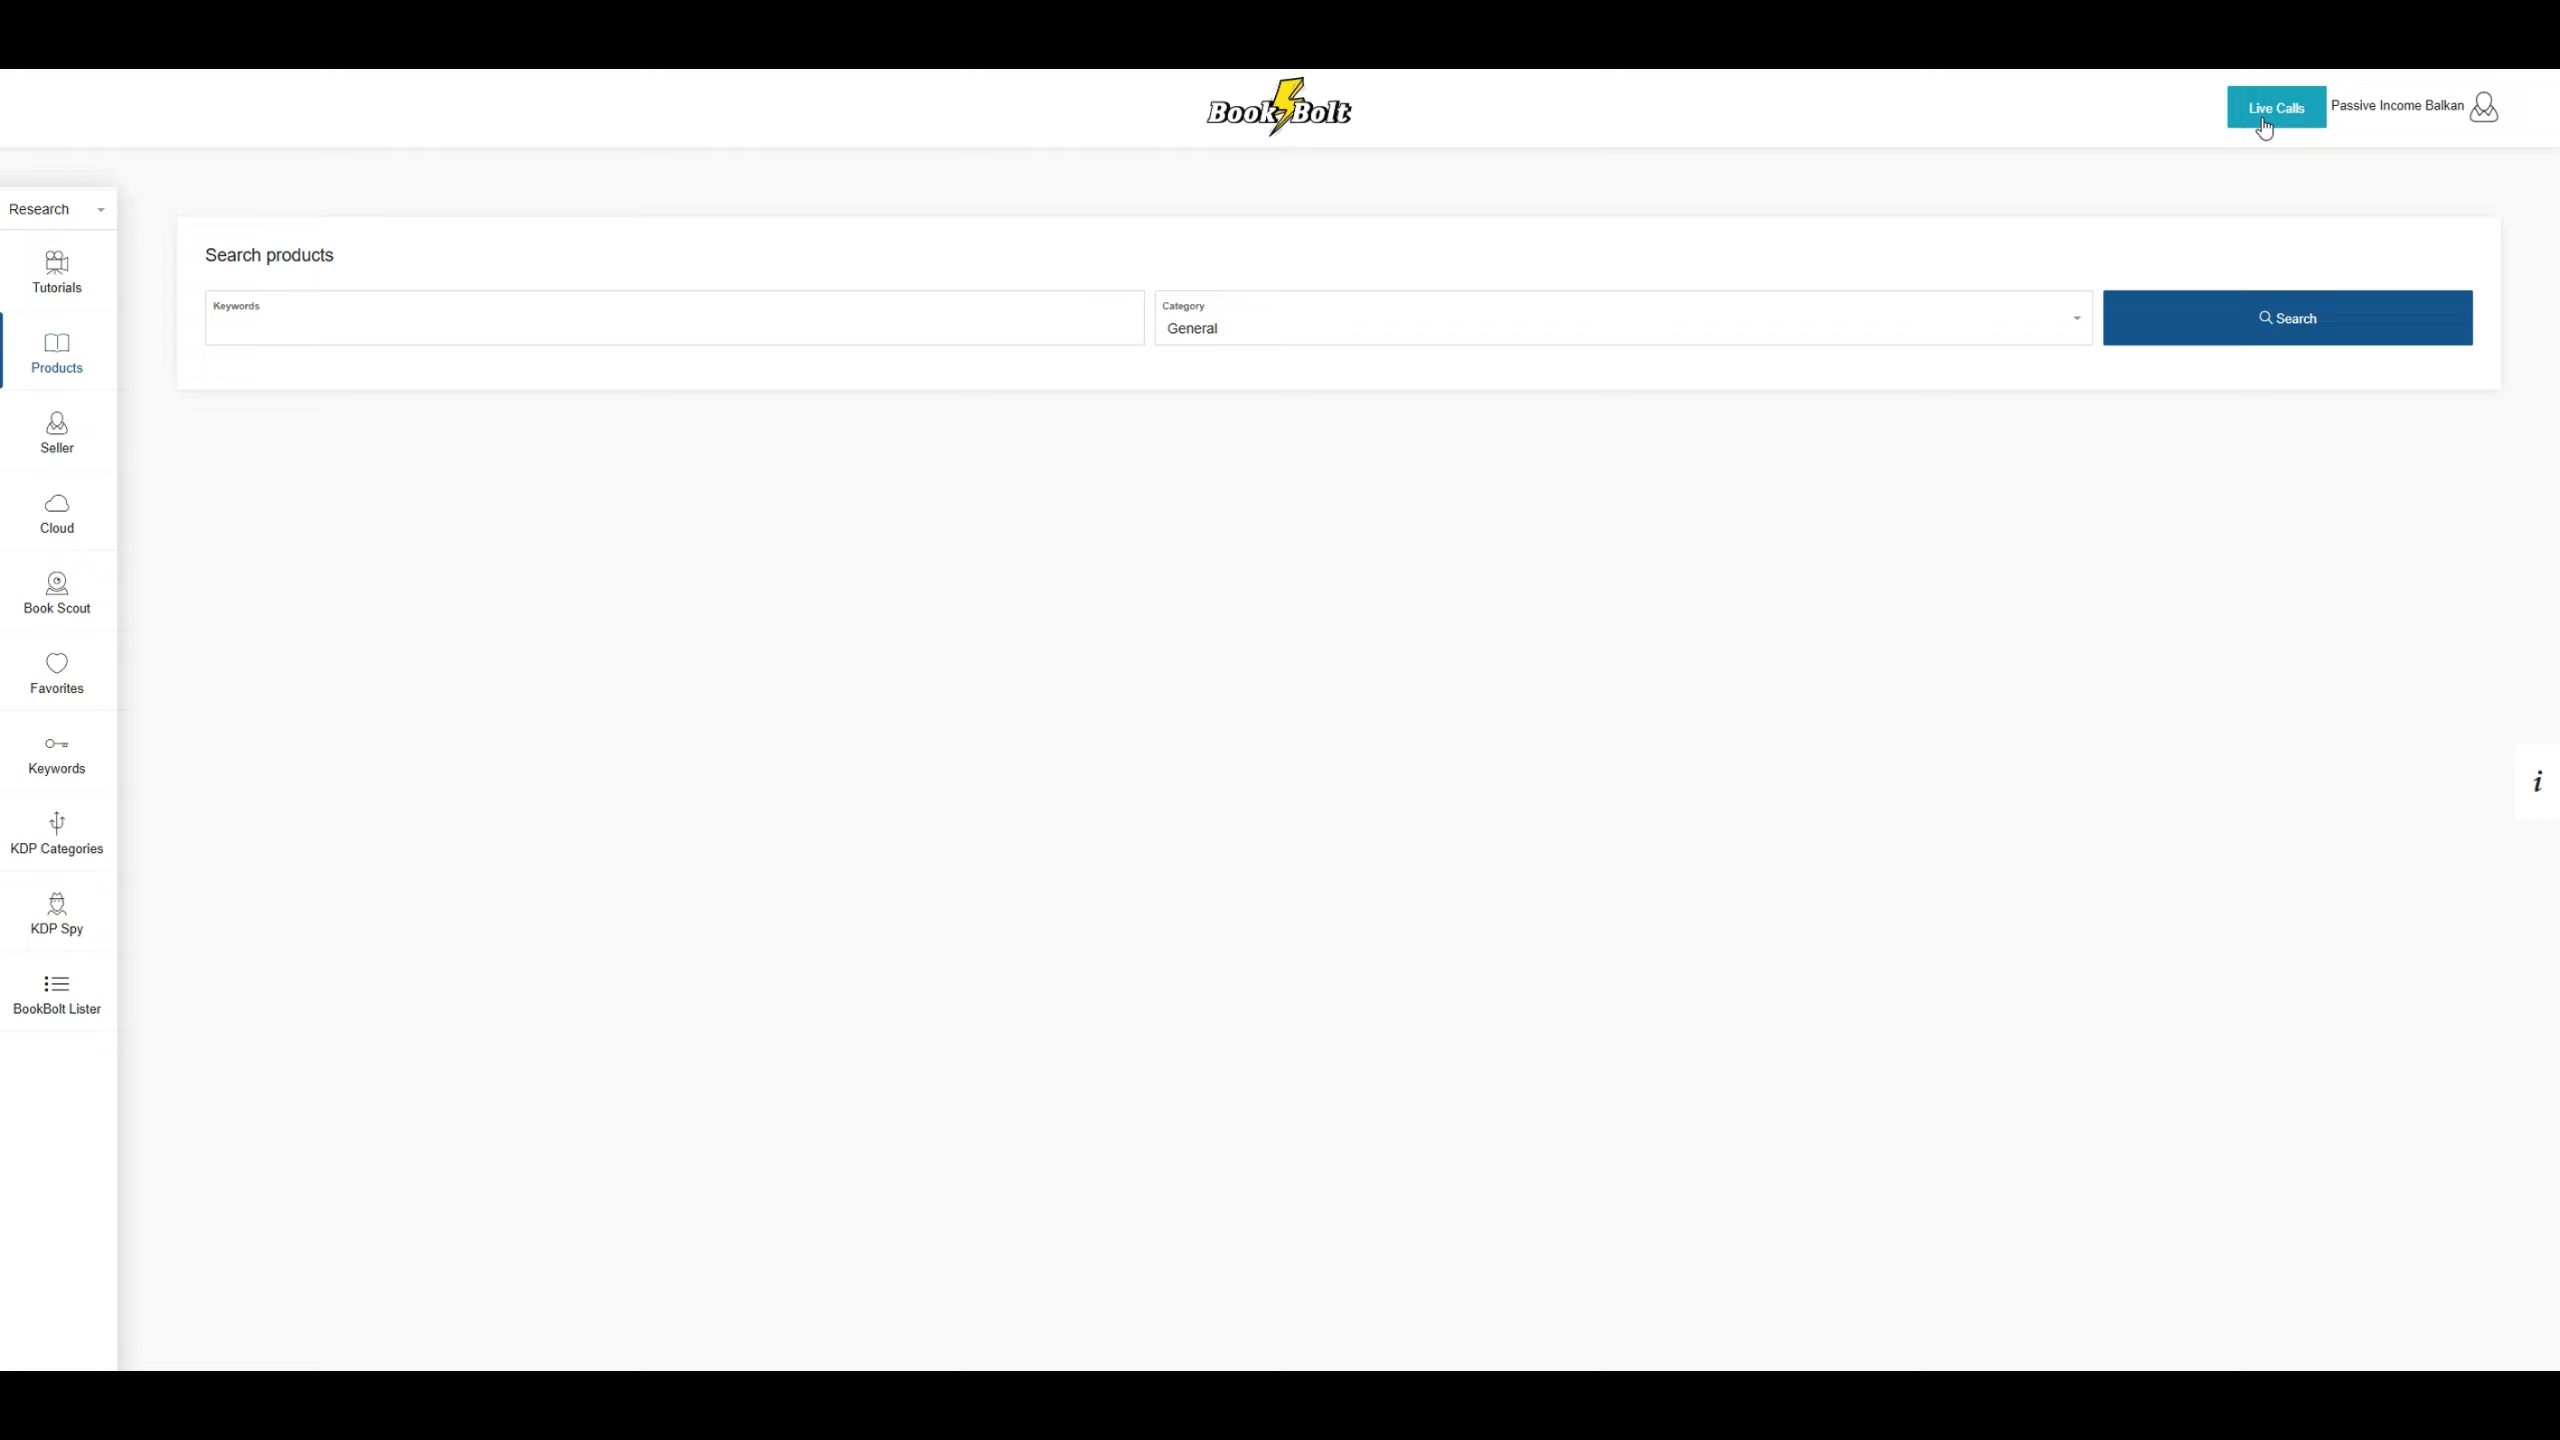 Book Bolt
Live Calls
Passive Income Balkan
Research
Tutorials
Products
Seller
Cloud
Book Scout
Favorites
Keywords
KDP Categories
KDP Spy
BookBolt Lister
Search products
Keywords
Category
General
Search
i